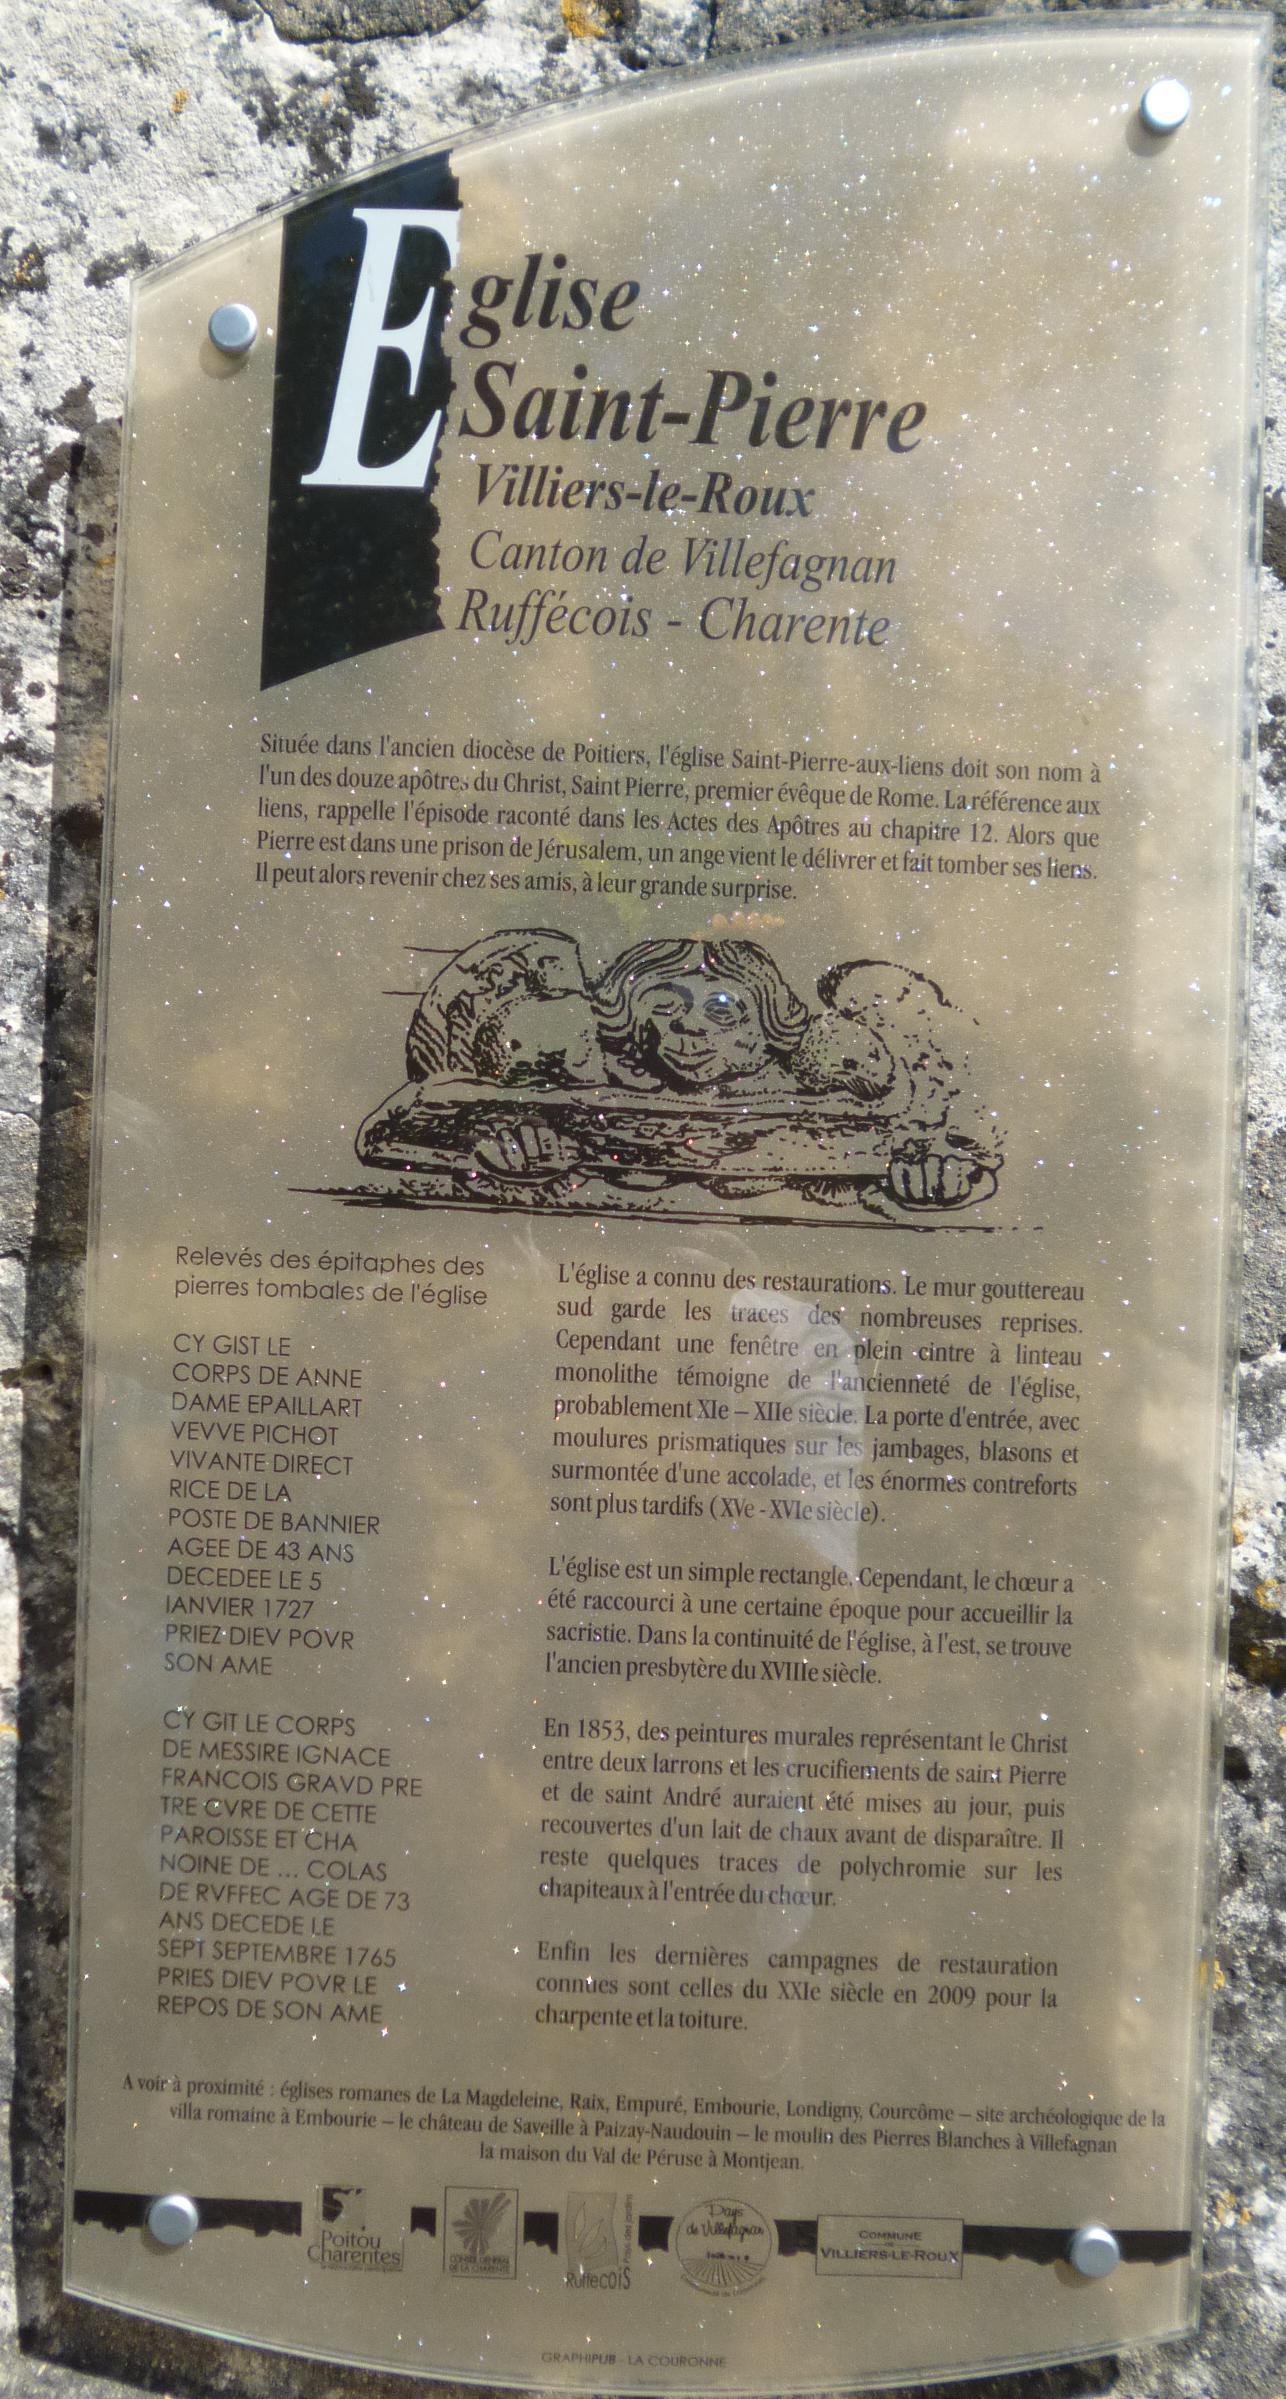 Eglise
Saint-Pierre
Villiers-le-Roux
Canton de Villefagnan
Ruffécois - Charente
Située dans l'ancien diocèse de Poitiers, l'église Saint-Pierre-aux-liens doit son nom à
l'un des douze apôtres du Christ, Saint Pierre, premier évêque de Rome. La référence aux
liens, rappelle l'épisode raconté dans les Actes des Apôtres au chapitre 12. Alors que
Pierre est dans une prison de Jérusalem, un ange vient le délivrer et fait tomber ses liens.
Il peut alors revenir chez ses amis, à leur grande surprise.
Relevés des épitaphes des
pierres tombales de l'église
CY GIST LE
CORPS DE ANNE
DAME EPAILLART
VEVVE PICHOT
VIVANTE DIRECT
RICE DE LA
POSTE DE BANNIER
AGEE DE 43 ANS
DECEDEE LE 5
IANVIER 1727
PRIEZ DIEV POVR
SON AME
CY GIT LE CORPS
DE MESSIRE IGNACE
FRANCOIS GRAVD PRE
TRE CVRE DE CETTE
PAROISSE ET CHA
NOINE DE ... COLAS
DE RVFFEC AGE DE 73
ANS DECEDE LE
SEPT SEPTEMBRE 1765
PRIES DIEV POVR LE
REPOS DE SON AME
L'église a connu des restaurations. Le mur gouttereau
sud garde les traces des nombreuses reprises.
Cependant une fenêtre en plein cintre à linteau
monolithe témoigne de l'ancienneté de l'église,
probablement XIe – XIIe siècle. La porte d'entrée, avec
moulures prismatiques sur les jambages, blasons et
surmontée d'une accolade, et les énormes contreforts
sont plus tardifs (XVe - XVIe siècle).
L'église est un simple rectangle. Cependant, le chœur a
été raccourci à une certaine époque pour accueillir la
sacristie. Dans la continuité de l'église, à l'est, se trouve
l'ancien presbytère du XVIIIe siècle.
En 1853, des peintures murales représentant le Christ
entre deux larrons et les crucifiements de saint Pierre
et de saint André auraient été mises au jour, puis
recouvertes d'un lait de chaux avant de disparaître. Il
reste quelques traces de polychromie sur les
chapiteaux à l'entrée du chœur.
Enfin les dernières campagnes de restauration
connues sont celles du XXIe siècle en 2009 pour la
charpente et la toiture.
A voir à proximité : églises romanes de La Magdeleine, Raix, Empuré, Embourie, Londigny, Courcôme – site archéologique de la
villa romaine à Embourie – le château de Saveille à Paizay-Naudouin – le moulin des Pierres Blanches à Villefagnan
la maison du Val de Péruse à Montjean.
Poitou
Charentes
CONSEIL GENERAL
DE LA CHARENTE
Ruffecois
Pays
de Villefagnan
COMMUNE
DE
VILLIERS-LE-ROUX
GRAPHIPUB - LA COURONNE